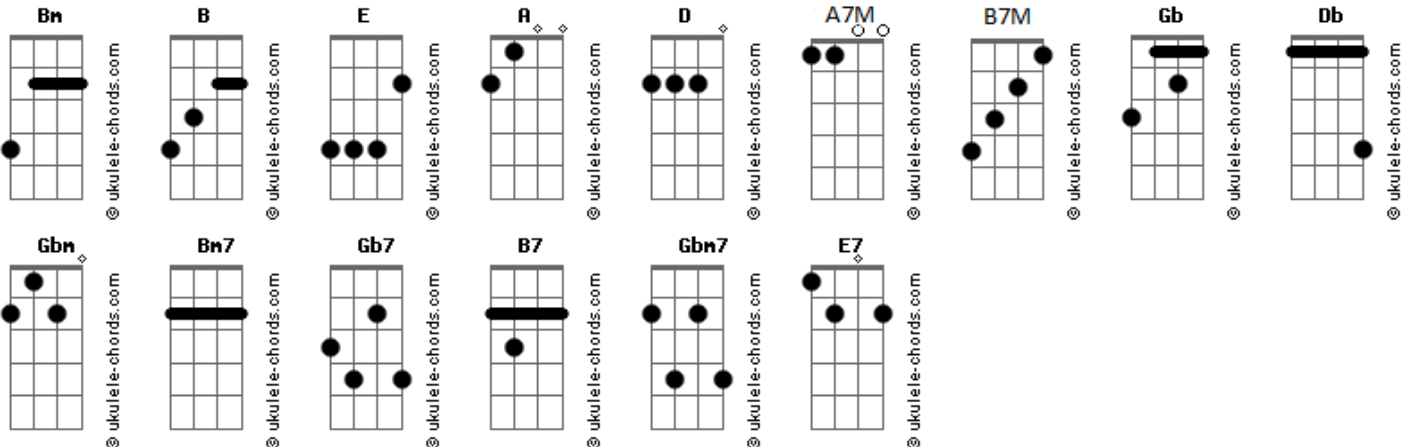 Bm B E A D A7M B7M Gb Db
© ukulele-chords.com © ukulele-chords.com © ukulele-chords.com © ukulele-chords.com © ukulele-chords.com © ukulele-chords.com © ukulele-chords.com © ukulele-chords.com © ukulele-chords.com
Gbm Bm7 Gb7 B7 Gbm7 E7
© ukulele-chords.com © ukulele-chords.com © ukulele-chords.com © ukulele-chords.com © ukulele-chords.com © ukulele-chords.com